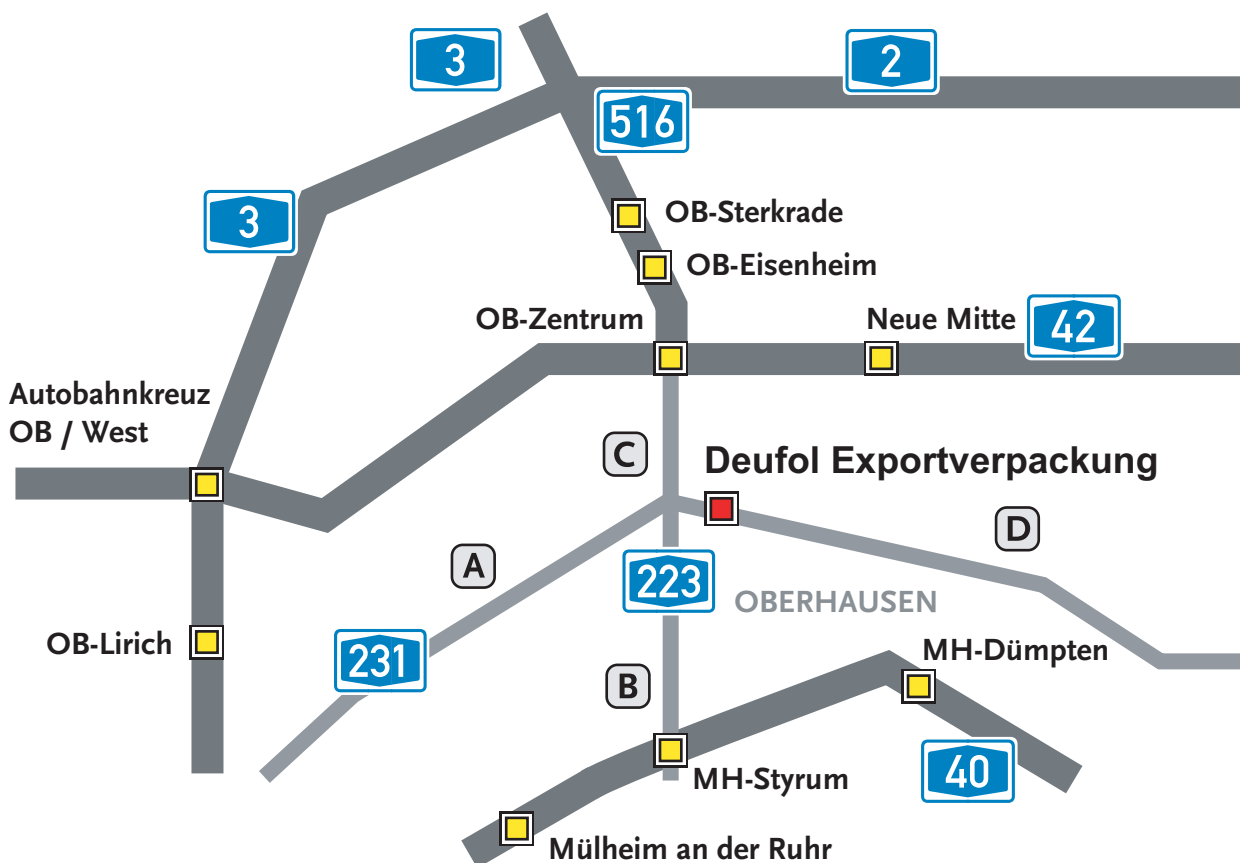 3
2
516
3
OB-Sterkrade
OB-Eisenheim
OB-Zentrum
Neue Mitte
42
Autobahnkreuz
OB / West
C
Deufol Exportverpackung
A
D
223
OBERHAUSEN
OB-Lirich
231
B
MH-Dümpten
40
MH-Styrum
Mülheim an der Ruhr